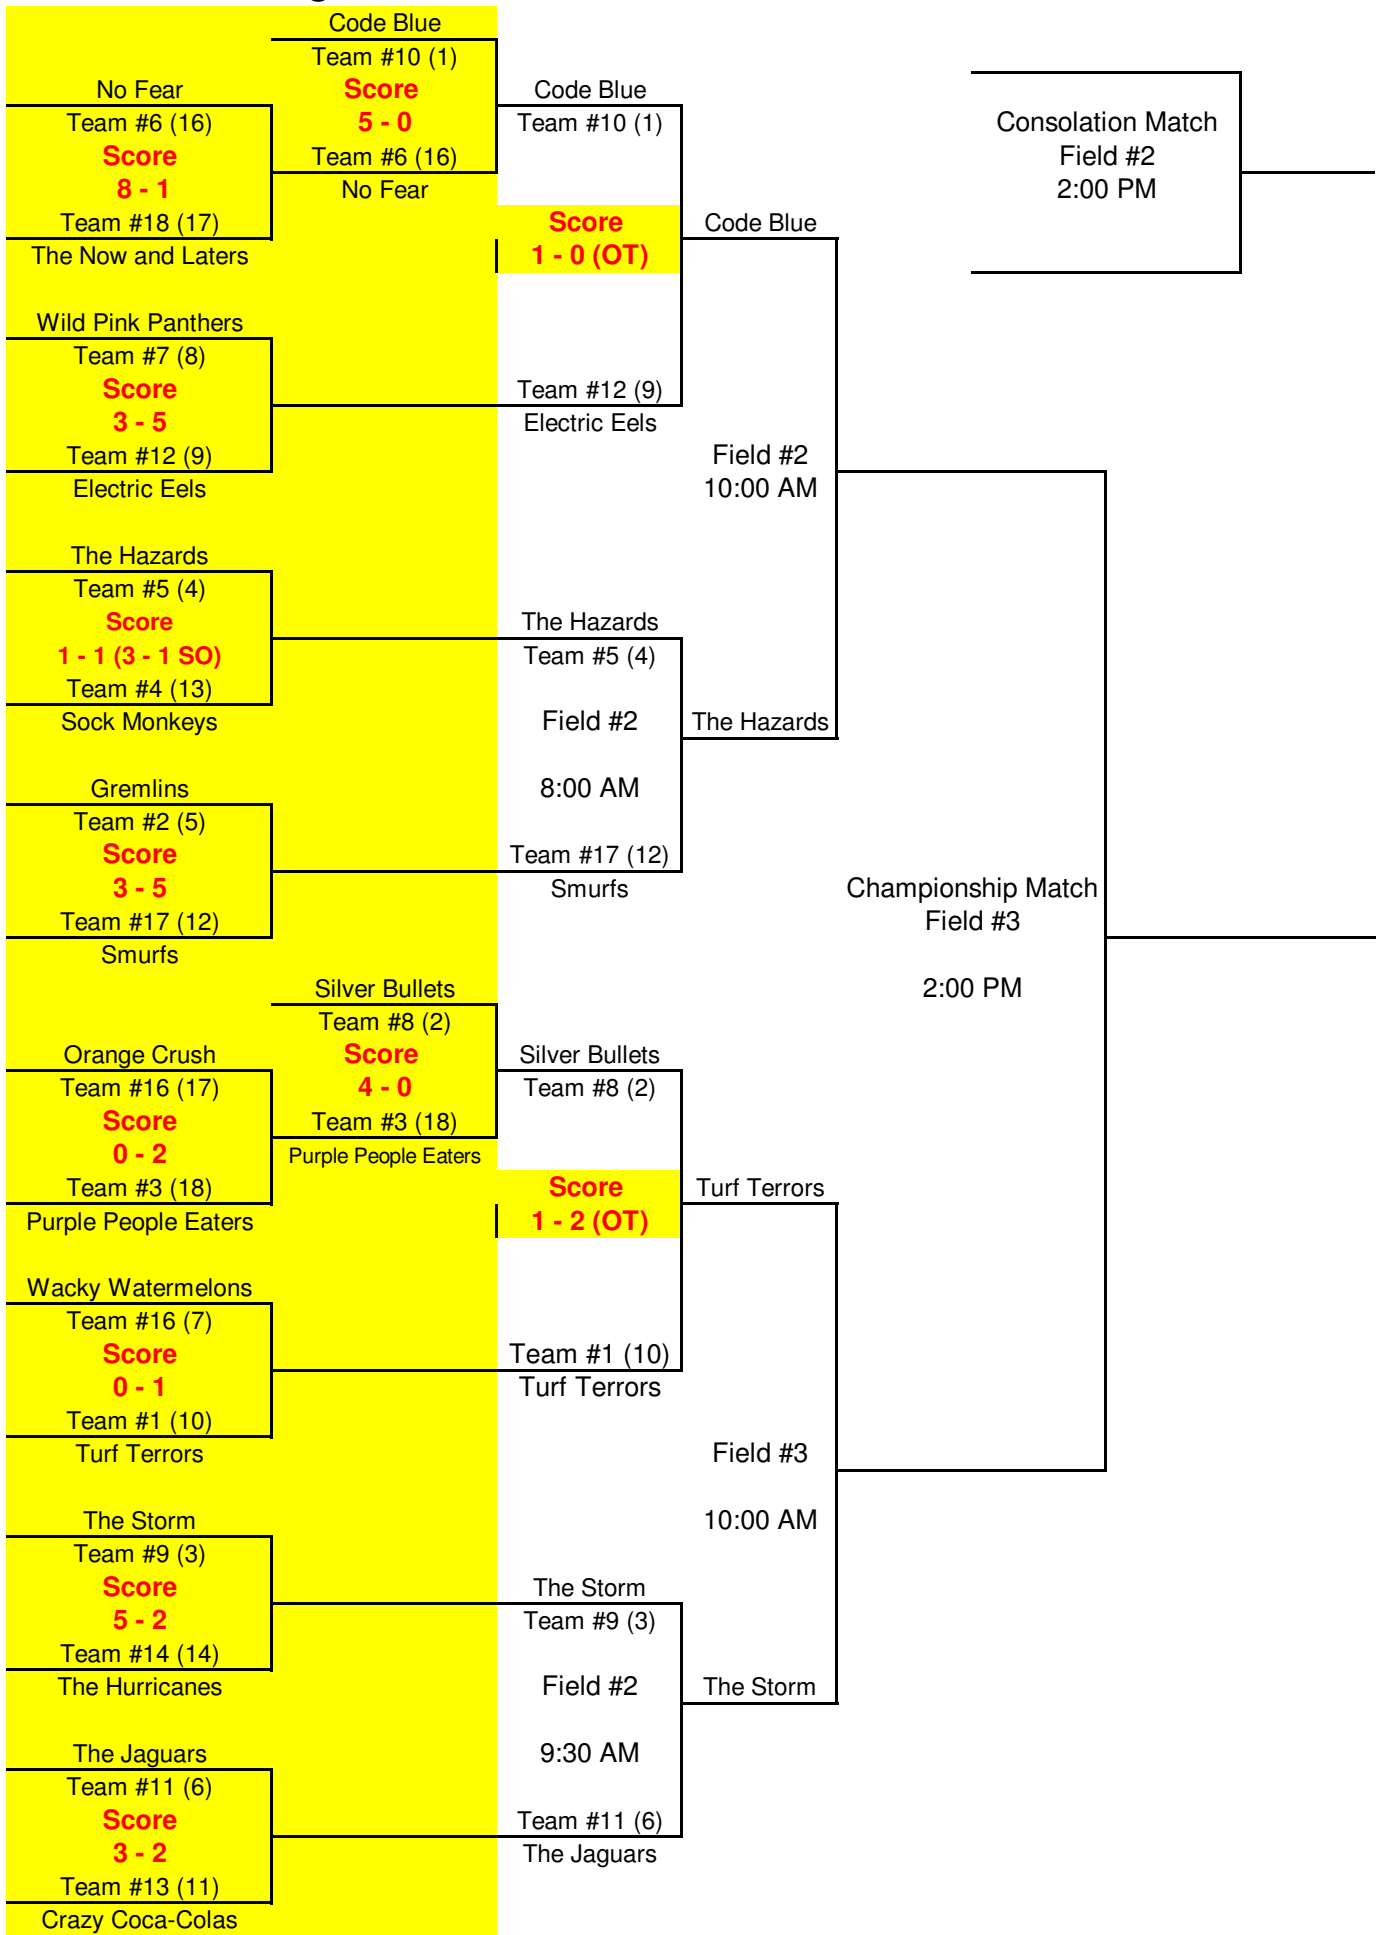 Code Blue
Team #10 (1)
No Fear
Score
Code Blue
Team #6 (16)
5 - 0
Team #10 (1)
Consolation Match
Score
Team #6 (16)
Field #2
8 - 1
No Fear
2:00 PM
Team #18 (17)
Score
Code Blue
The Now and Laters
1 - 0 (OT)
Wild Pink Panthers
Team #7 (8)
Score
Team #12 (9)
3 - 5
Electric Eels
Team #12 (9)
Field #2
Electric Eels
10:00 AM
The Hazards
Team #5 (4)
Score
The Hazards
1 - 1 (3 - 1 SO)
Team #5 (4)
Team #4 (13)
Sock Monkeys
Field #2
The Hazards
Gremlins
8:00 AM
Team #2 (5)
Score
Team #17 (12)
3 - 5
Smurfs
Championship Match
Team #17 (12)
Field #3
Smurfs
Silver Bullets
2:00 PM
Team #8 (2)
Orange Crush
Score
Silver Bullets
Team #16 (17)
4 - 0
Team #8 (2)
Score
Team #3 (18)
0 - 2
Purple People Eaters
Team #3 (18)
Score
Turf Terrors
Purple People Eaters
1 - 2 (OT)
Wacky Watermelons
Team #16 (7)
Score
Team #1 (10)
0 - 1
Turf Terrors
Team #1 (10)
Turf Terrors
Field #3
The Storm
10:00 AM
Team #9 (3)
Score
The Storm
5 - 2
Team #9 (3)
Team #14 (14)
The Hurricanes
Field #2
The Storm
The Jaguars
9:30 AM
Team #11 (6)
Score
Team #11 (6)
3 - 2
The Jaguars
Team #13 (11)
Crazy Coca-Colas